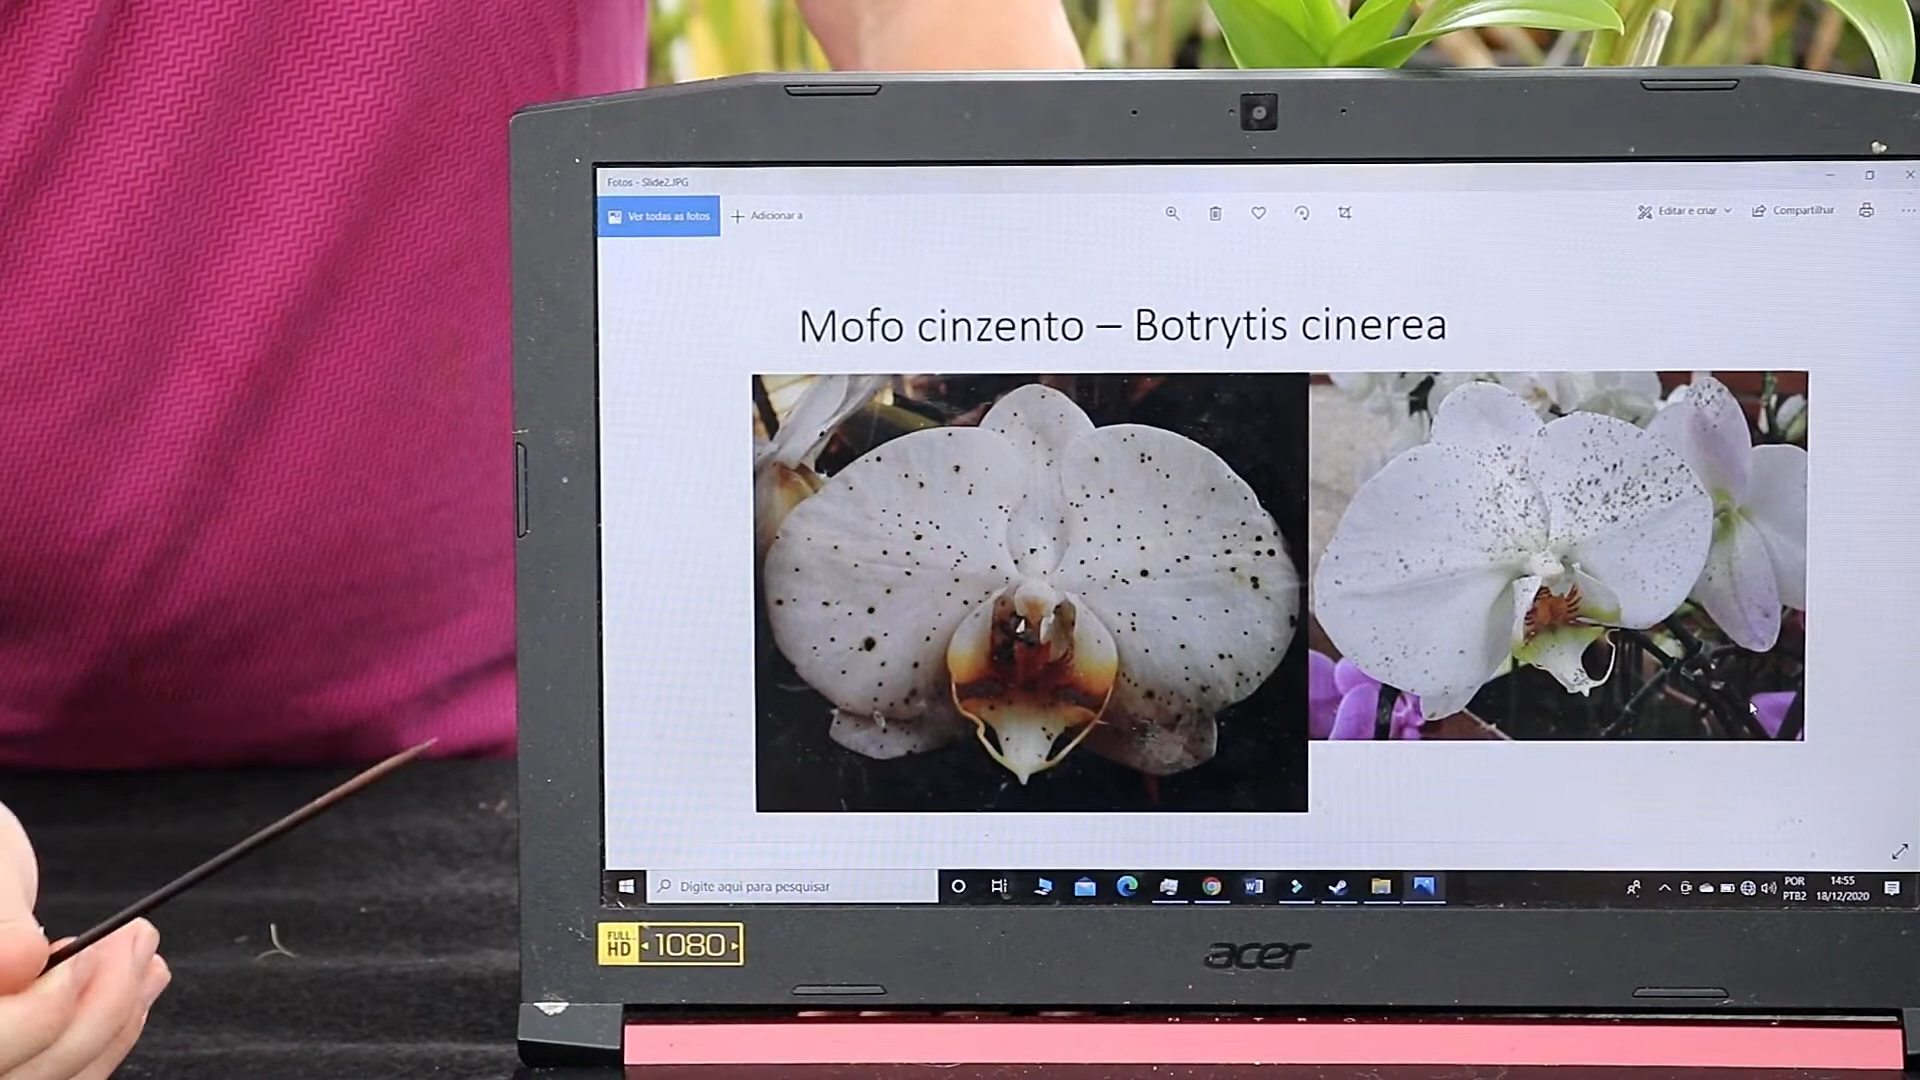 Fotos - Slide2.JPG
Ver todas as fotos
Adicionar a
Editar e criar
Compartilhar
Mofo cinzento – Botrytis cinerea
Digite aqui para pesquisar
POR
PTB2
14:55
18/12/2020
FULL HD 1080
acer